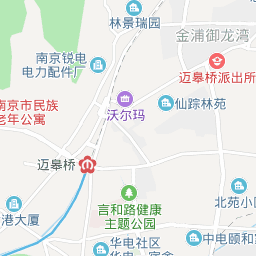 林景瑞园
金浦御龙湾
南京锐电
电力配件厂
迈皋桥派出所
沃尔玛
仙踪林苑
南京市民族
老年公寓
迈皋桥
言和路健康
主题公园
北苑小
港大厦
华电社区
中电颐和